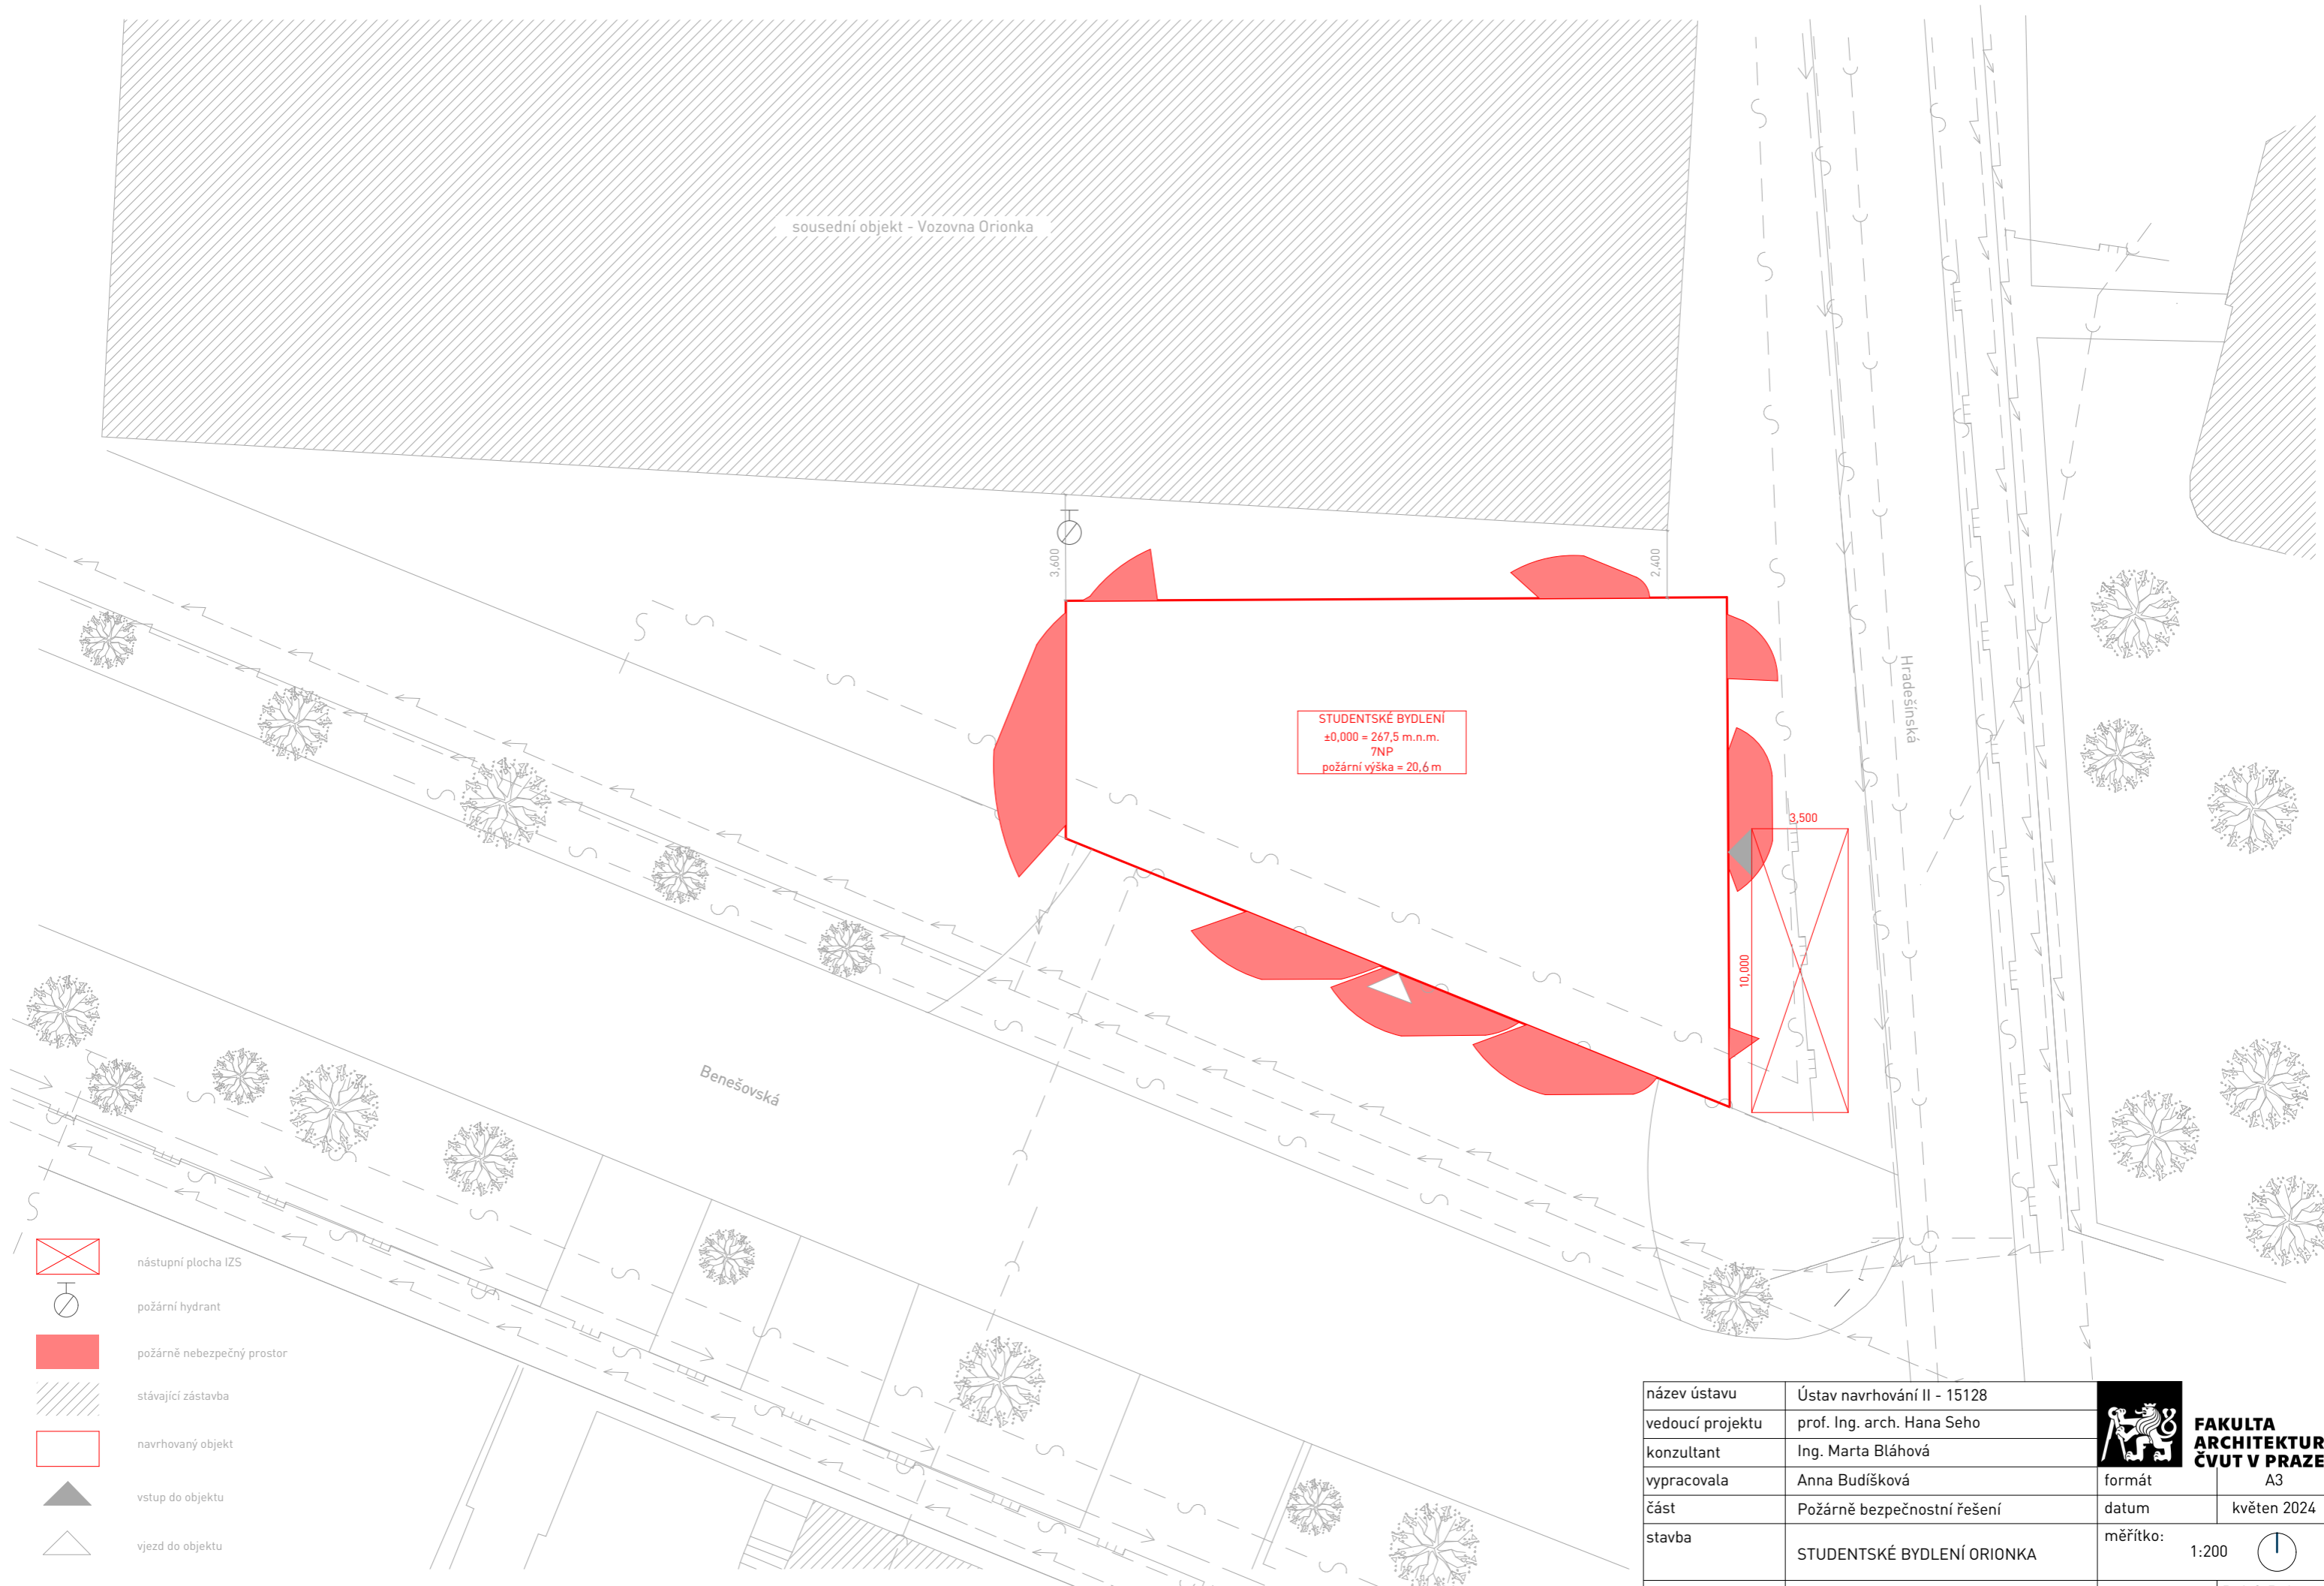 sousední objekt - Vozovna Orionka
3,600
2,400
STUDENTSKÉ BYDLENÍ
±0,000 = 267,5 m.n.m.
7NP
požární výška = 20,6 m
Hradešínská
3,500
10,000
Benešovská
nástupní plocha IZS
požární hydrant
požárně nebezpečný prostor
stávající zástavba
navrhovaný objekt
vstup do objektu
vjezd do objektu
název ústavu Ústav navrhování II - 15128
vedoucí projektu prof. Ing. arch. Hana Seho
konzultant Ing. Marta Bláhová
vypracovala Anna Budíšková
část Požárně bezpečnostní řešení
stavba STUDENTSKÉ BYDLENÍ ORIONKA
FAKULTA
ARCHITEKTUR
ČVUT V PRAZE
formát A3
datum květen 2024
měřítko: 1:200